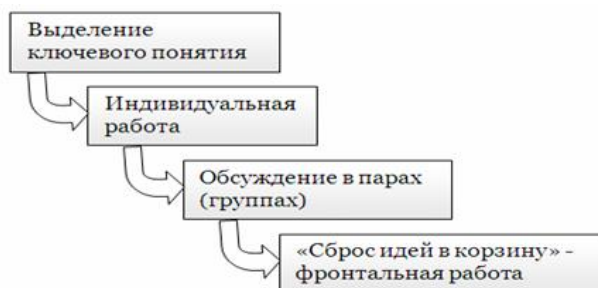 Выделение
ключевого понятия
Индивидуальная
работа
Обсуждение в парах
(группах)
«Сброс идей в корзину» -
фронтальная работа